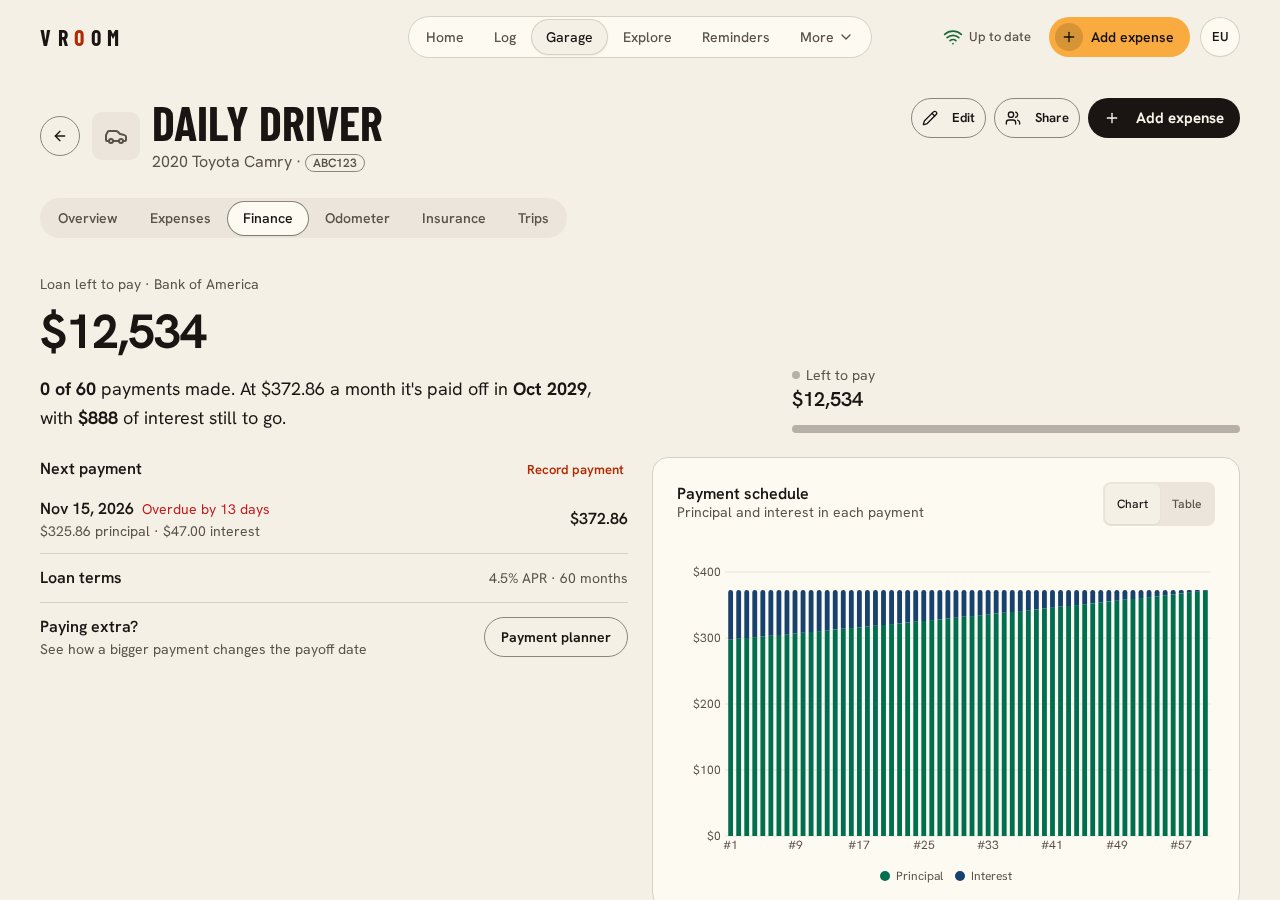 VROOM
Home Log Garage Explore Reminders More
Up to date
Add expense
EU
DAILY DRIVER
2020 Toyota Camry · ABC123
Edit Share Add expense
Overview Expenses Finance Odometer Insurance Trips
Loan left to pay · Bank of America
$12,534
0 of 60 payments made. At $372.86 a month it's paid off in Oct 2029,
with $888 of interest still to go.
Left to pay
$12,534
Next payment
Record payment
Nov 15, 2026 Overdue by 13 days
$325.86 principal · $47.00 interest
$372.86
Loan terms
4.5% APR · 60 months
Paying extra?
See how a bigger payment changes the payoff date
Payment planner
Payment schedule
Principal and interest in each payment
Chart Table
$400
$300
$200
$100
$0
#1 #9 #17 #25 #33 #41 #49 #57
Principal Interest